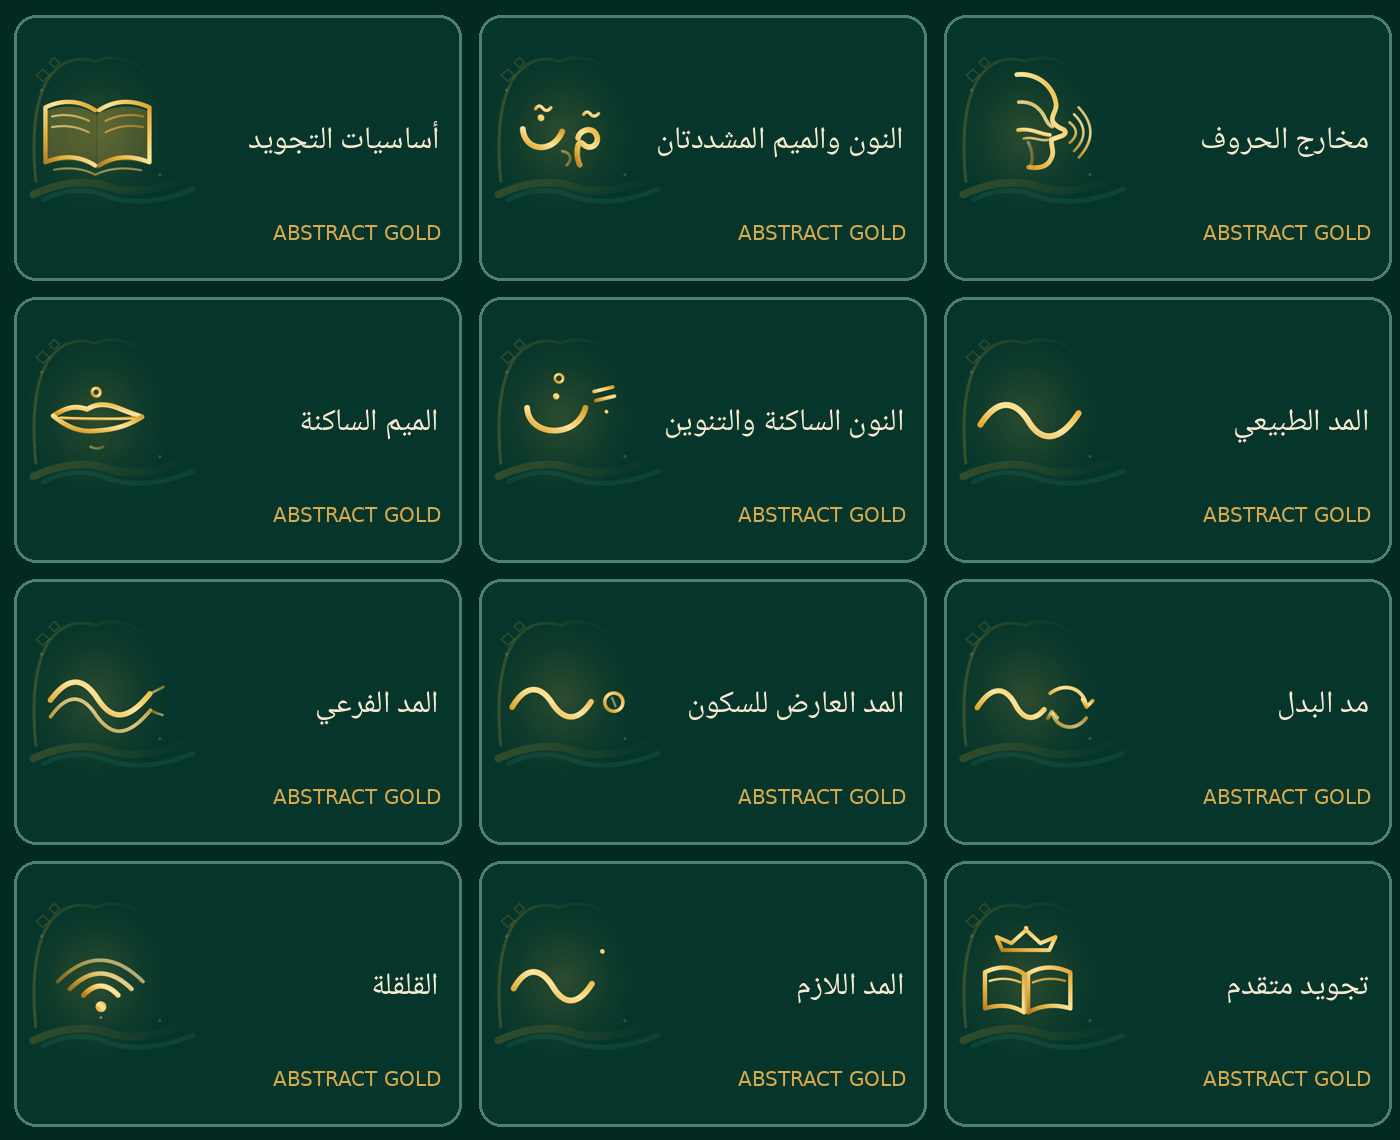 مخارج الحروف
ABSTRACT GOLD
النون والميم المشددتان
ABSTRACT GOLD
أساسيات التجويد
ABSTRACT GOLD
المد الطبيعي
ABSTRACT GOLD
النون الساكنة والتنوين
ABSTRACT GOLD
الميم الساكنة
ABSTRACT GOLD
مد البدل
ABSTRACT GOLD
المد العارض للسكون
ABSTRACT GOLD
المد الفرعي
ABSTRACT GOLD
تجويد متقدم
ABSTRACT GOLD
المد اللازم
ABSTRACT GOLD
القلقلة
ABSTRACT GOLD